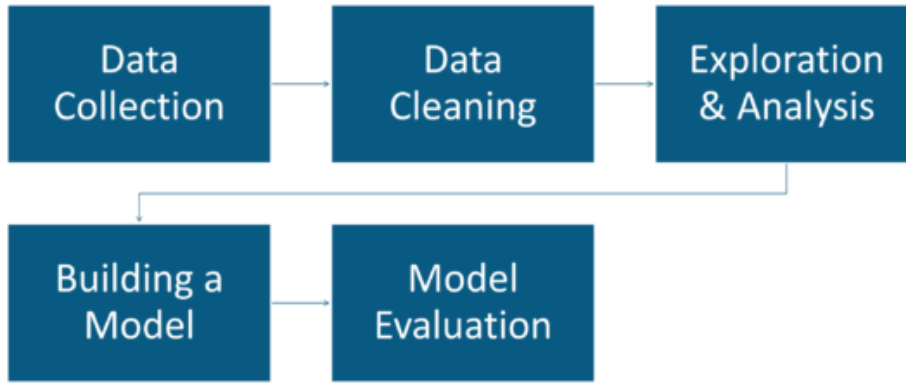 Data
Collection
Data
Cleaning
Exploration
& Analysis
Building a
Model
Model
Evaluation